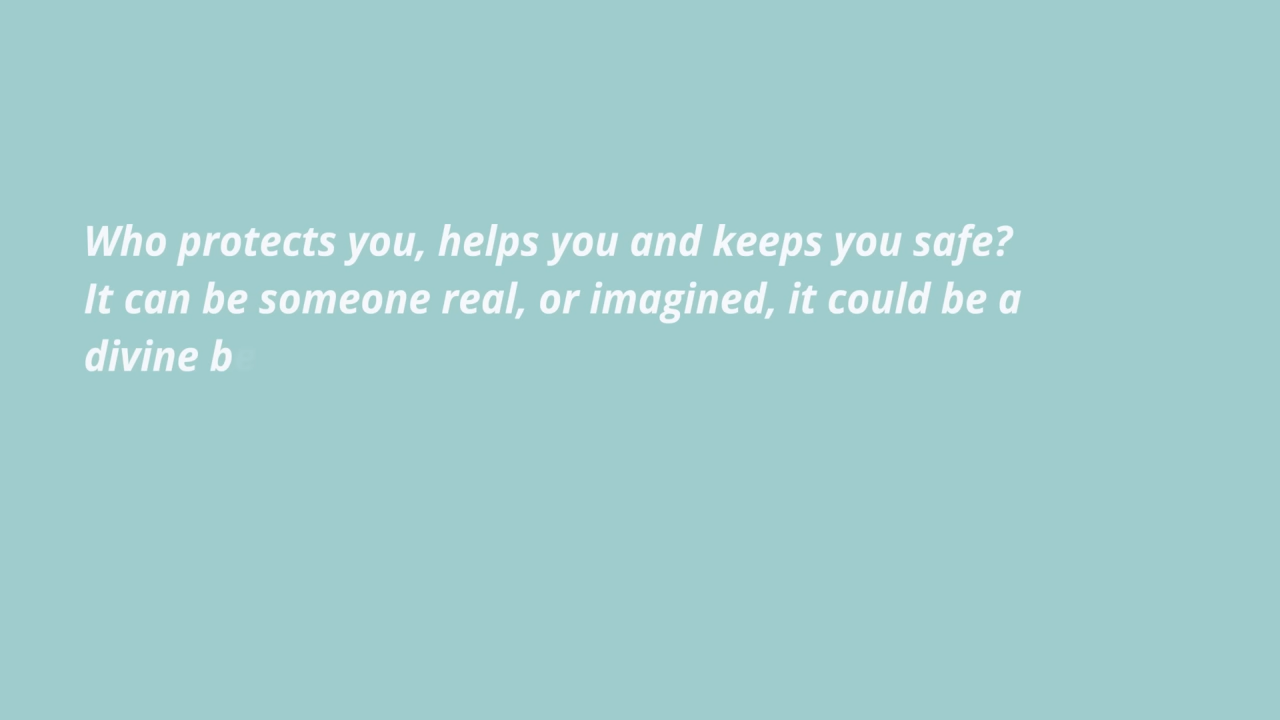 Who protects you, helps you and keeps you safe?
It can be someone real, or imagined, it could be a
divine b